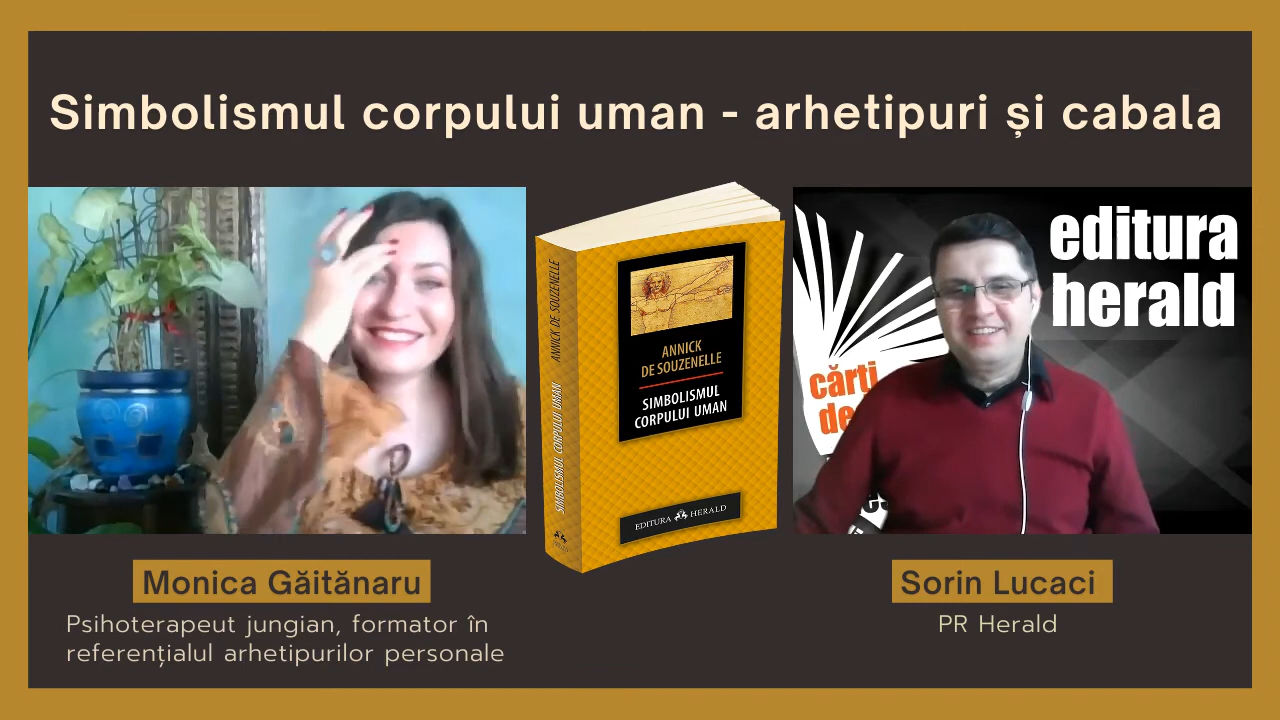 Simbolismul corpului uman - arhetipuri și cabala
ANNICK DE SOUZENELLE
SIMBOLISMUL CORPULUI UMAN
ANNICK
DE SOUZENELLE
SIMBOLISMUL
CORPULUI UMAN
EDITURA HERALD
editura
herald
cărți
de
Monica Găitănaru
Psihoterapeut jungian, formator în
referențialul arhetipurilor personale
Sorin Lucaci
PR Herald